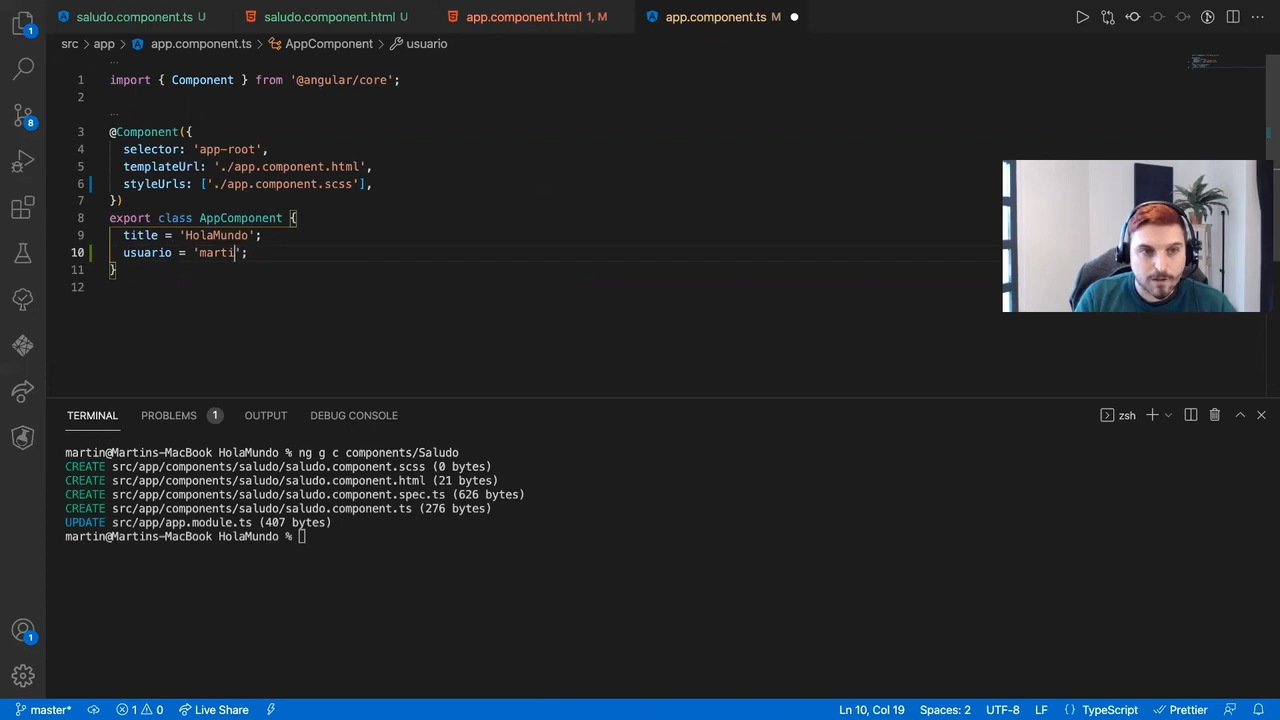 saludo.component.ts U
saludo.component.html U
app.component.html 1, M
app.component.ts M
src > app > app.component.ts > AppComponent > usuario
1 import { Component } from '@angular/core';
2
3 @Component({
4 selector: 'app-root',
5 templateUrl: './app.component.html',
6 styleUrls: ['./app.component.scss'],
7 })
8 export class AppComponent {
9 title = 'HolaMundo';
10 usuario = 'marti';
11 }
12
1
8
1
TERMINAL PROBLEMS 1 OUTPUT DEBUG CONSOLE
zsh
martin@Martins-MacBook HolaMundo % ng g c components/Saludo
CREATE src/app/components/saludo/saludo.component.scss (0 bytes)
CREATE src/app/components/saludo/saludo.component.html (21 bytes)
CREATE src/app/components/saludo/saludo.component.spec.ts (626 bytes)
CREATE src/app/components/saludo/saludo.component.ts (276 bytes)
UPDATE src/app/app.module.ts (407 bytes)
martin@Martins-MacBook HolaMundo %
master* 1 0 Live Share Ln 10, Col 19 Spaces: 2 UTF-8 LF { } TypeScript Prettier